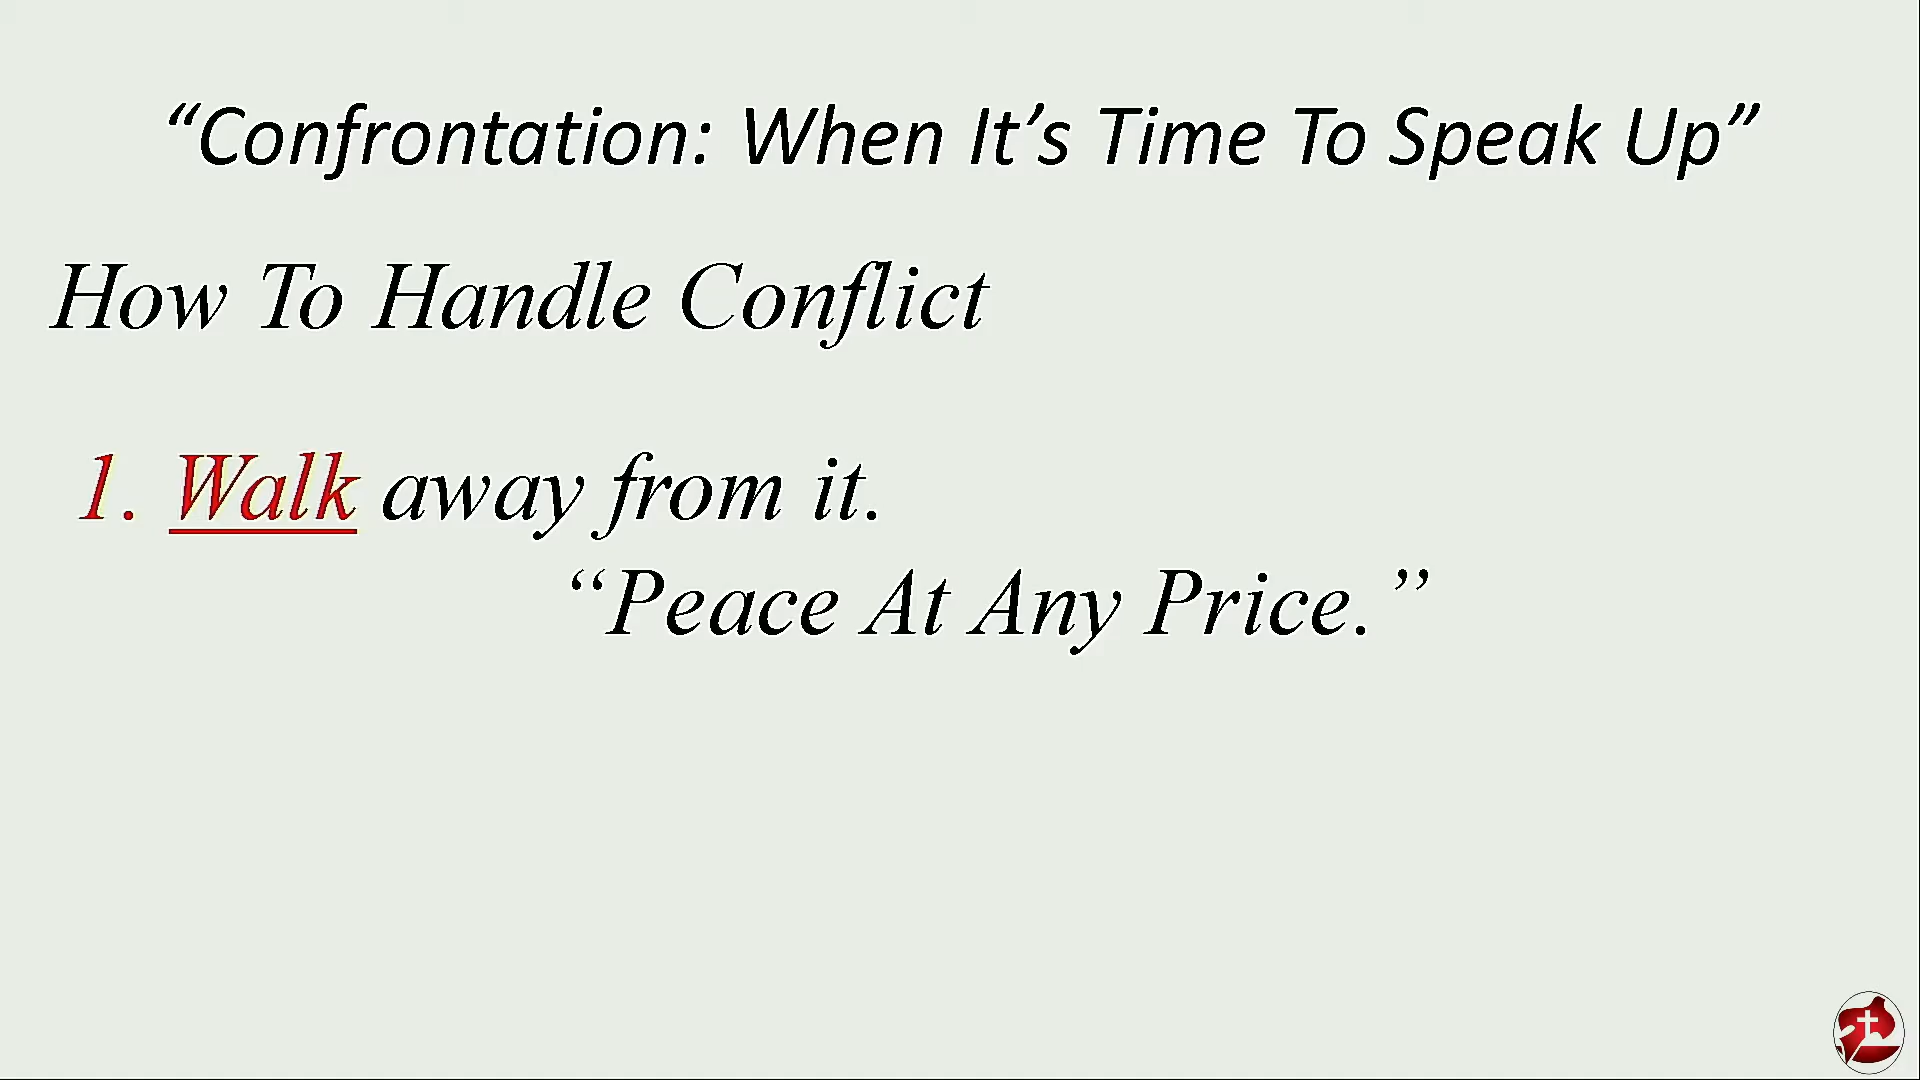 “Confrontation: When It’s Time To Speak Up”
How To Handle Conflict
1. Walk away from it.
“Peace At Any Price.”